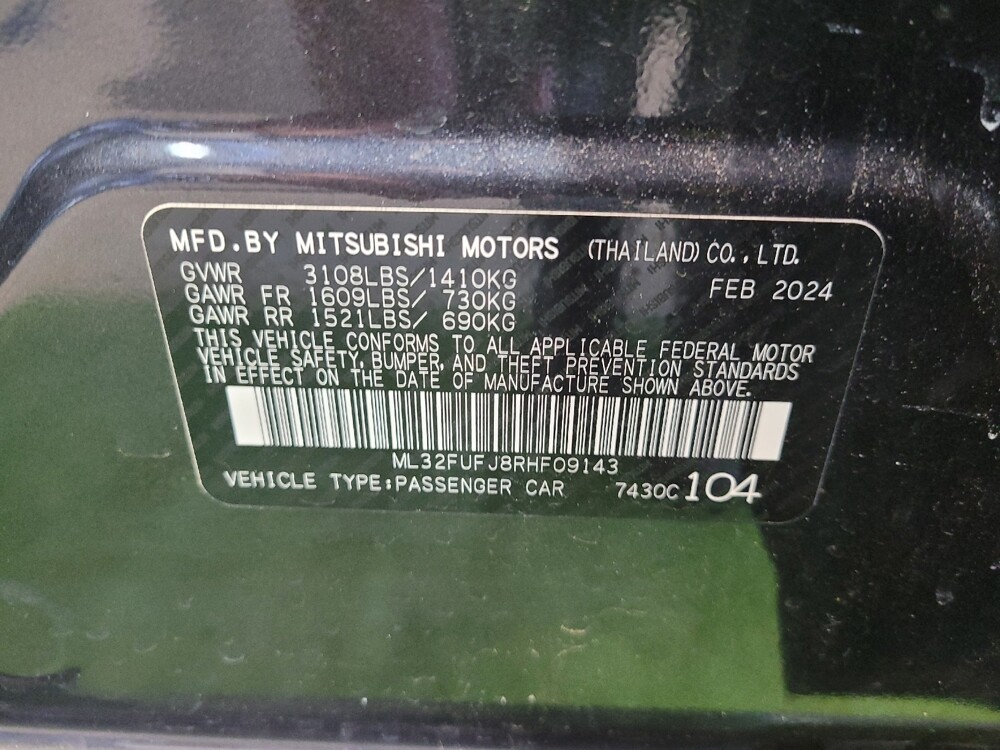 MFD.BY MITSUBISHI MOTORS (THAILAND) CO., LTD.
GVWR 3108LBS/1410KG FEB 2024
GAWR FR 1609LBS/ 730KG
GAWR RR 1521LBS/ 690KG
THIS VEHICLE CONFORMS TO ALL APPLICABLE FEDERAL MOTOR
VEHICLE SAFETY, BUMPER, AND THEFT PREVENTION STANDARDS
IN EFFECT ON THE DATE OF MANUFACTURE SHOWN ABOVE.
ML32FUFJ8RHF09143
VEHICLE TYPE:PASSENGER CAR 7430C 104